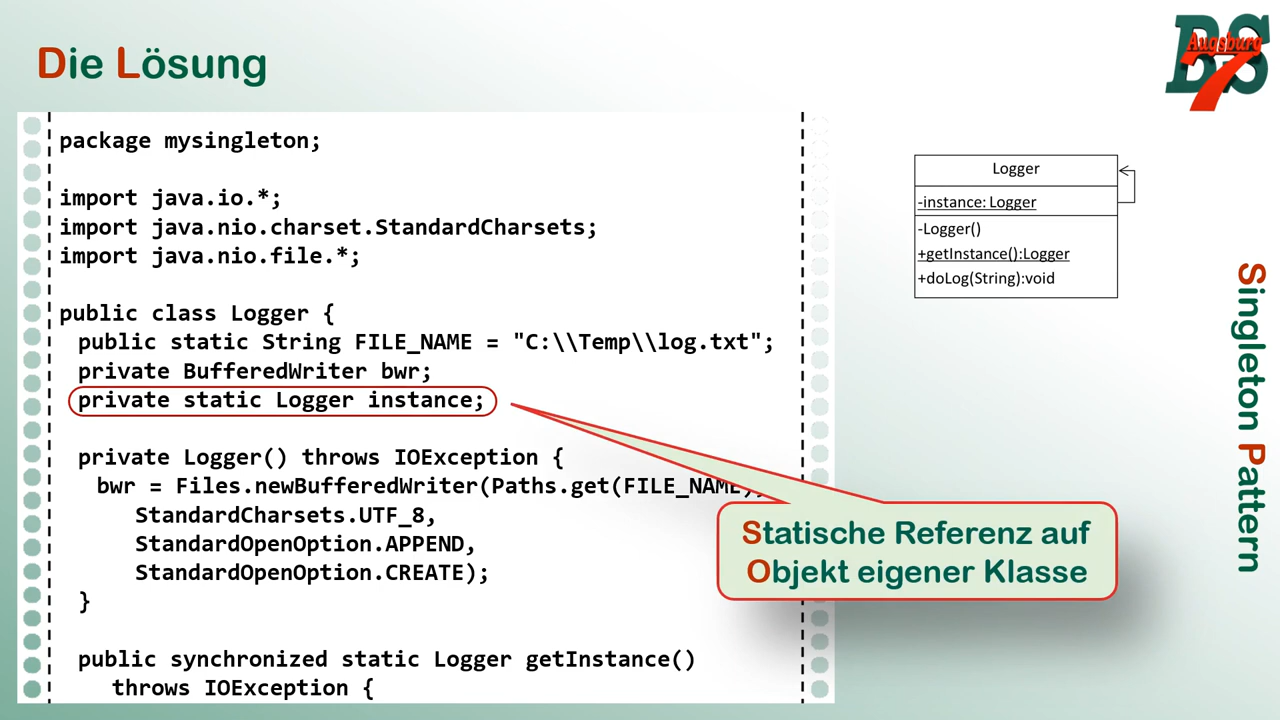 Die Lösung
BS
Augsburg
7
package mysingleton;
import java.io.*;
import java.nio.charset.StandardCharsets;
import java.nio.file.*;
public class Logger {
public static String FILE_NAME = "C:\\Temp\\log.txt";
private BufferedWriter bwr;
private static Logger instance;
private Logger() throws IOException {
bwr = Files.newBufferedWriter(Paths.get(FILE_NAME),
StandardCharsets.UTF_8,
StandardOpenOption.APPEND,
StandardOpenOption.CREATE);
}
public synchronized static Logger getInstance()
throws IOException {
Statische Referenz auf
Objekt eigener Klasse
Logger
-instance: Logger
-Logger()
+getInstance():Logger
+doLog(String):void
Singleton Pattern